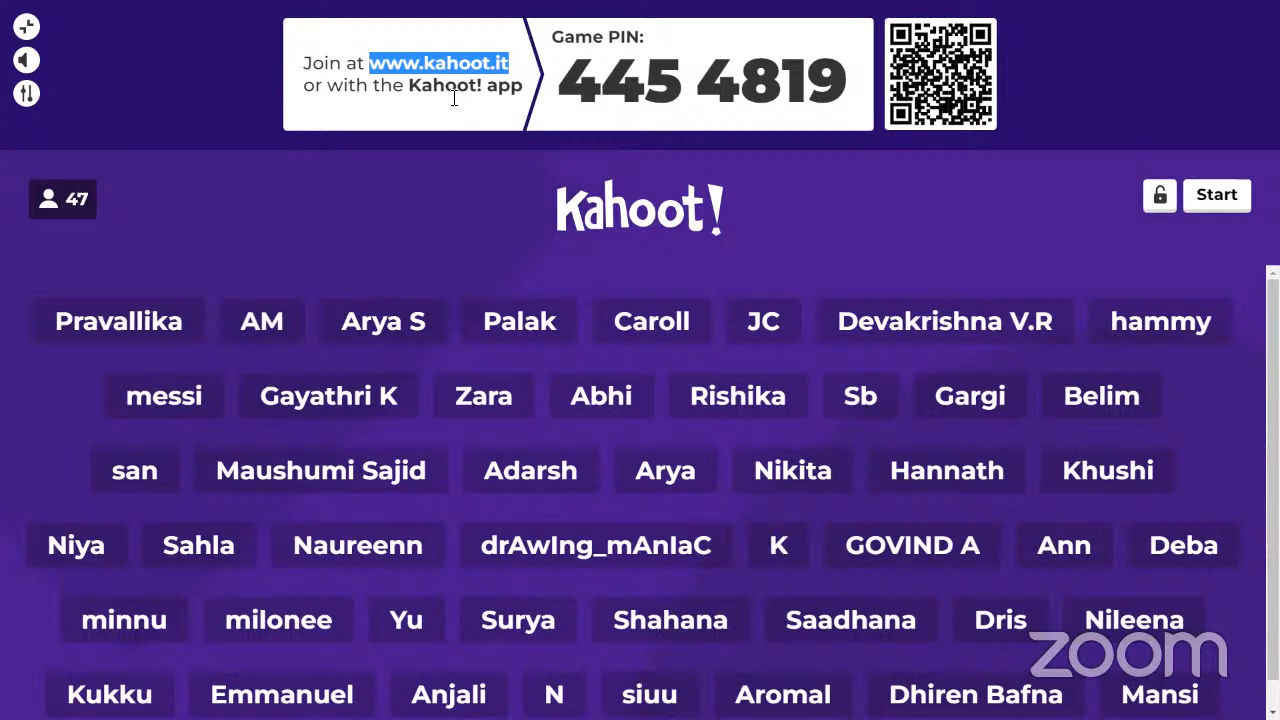 Join at www.kahoot.it
or with the Kahoot! app
Game PIN:
445 4819
47
Kahoot!
Start
Pravallika AM Arya S Palak Caroll JC Devakrishna V.R hammy
messi Gayathri K Zara Abhi Rishika Sb Gargi Belim
san Maushumi Sajid Adarsh Arya Nikita Hannath Khushi
Niya Sahla Naureenn drAwIng_mAnIaC K GOVIND A Ann Deba
minnu milonee Yu Surya Shahana Saadhana Dris Nileena
zoom
Kukku Emmanuel Anjali N siuu Aromal Dhiren Bafna Mansi